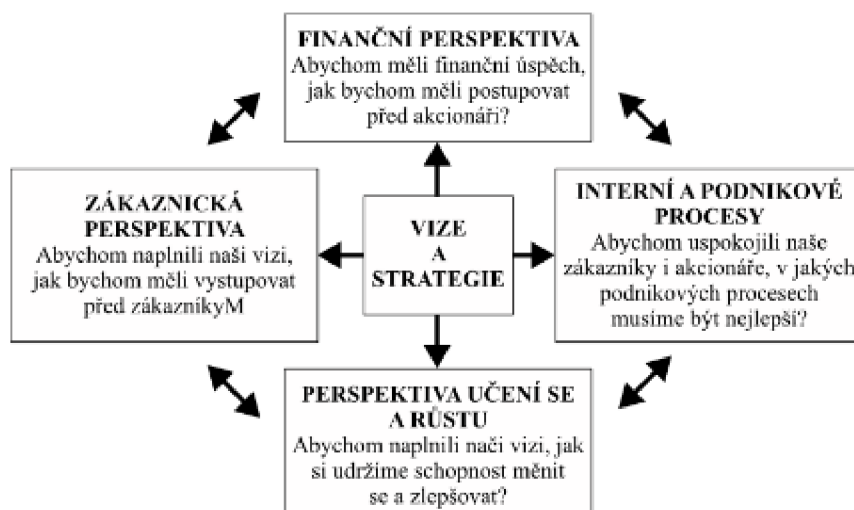 FINANČNÍ PERSPEKTIVA
Abychom měli finanční úspěch,
jak bychom měli postupovat
před akcionáři?
ZÁKAZNICKÁ
PERSPEKTIVA
Abychom naplnili naši vizi,
jak bychom měli vystupovat
před zákazníkyM
VIZE
A
STRATEGIE
INTERNÍ A PODNIKOVÉ
PROCESY
Abychom uspokojili naše
zákazníky i akcionáře, v jakých
podnikových procesech
musíme být nejlepší?
PERSPEKTIVA UČENÍ SE
A RŮSTU
Abychom naplnili nači vizi, jak
si udržíme schopnost měnit
se a zlepšovat?